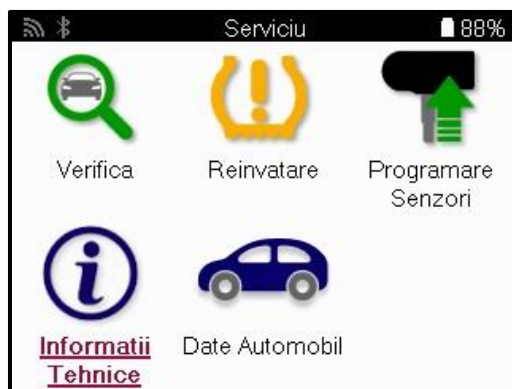 Serviciu 88%
Verifica Reinvatare Programare
Senzori
Informatii Date Automobil
Tehnice